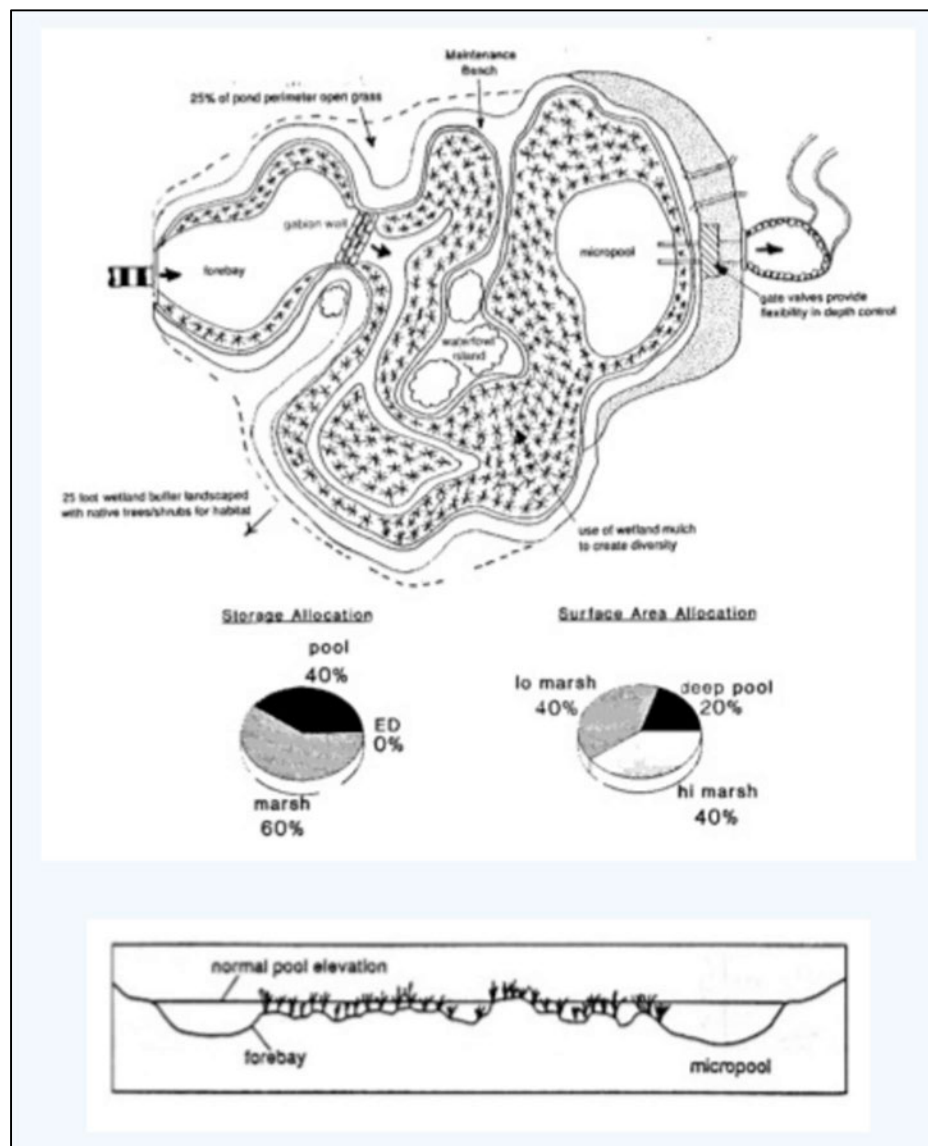 Maintenance
Bench
25% of pond perimeter open grass
gabion wall
forebay
micropool
gate valves provide
flexibility in depth control
waterfowl
island
25 foot wetland buffer landscaped
with native trees/shrubs for habitat
use of wetland mulch
to create diversity
Storage Allocation
pool
40%
ED
0%
marsh
60%
Surface Area Allocation
lo marsh
40%
deep pool
20%
hi marsh
40%
normal pool elevation
forebay
micropool